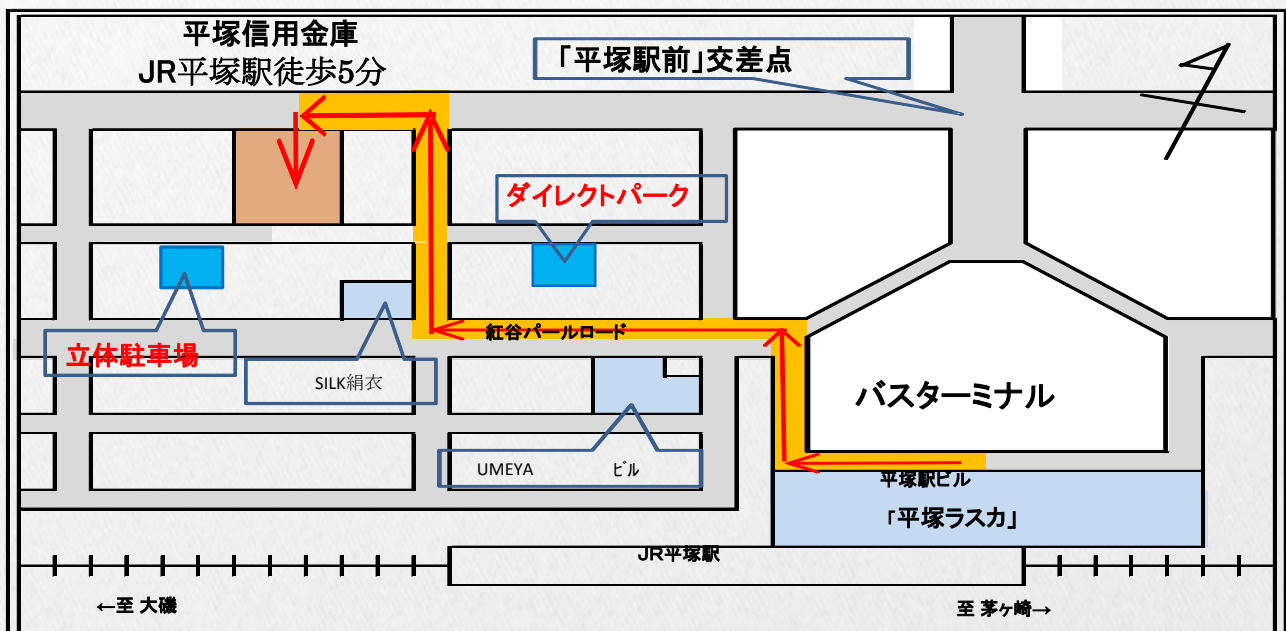 平塚信用金庫
JR平塚駅徒歩5分
「平塚駅前」交差点
ダイレクトパーク
紅谷パールロード
立体駐車場
SILK絹衣
バスターミナル
UMEYA ﾋﾞﾙ
平塚駅ビル
「平塚ラスカ」
JR平塚駅
←至 大磯
至 茅ヶ崎→